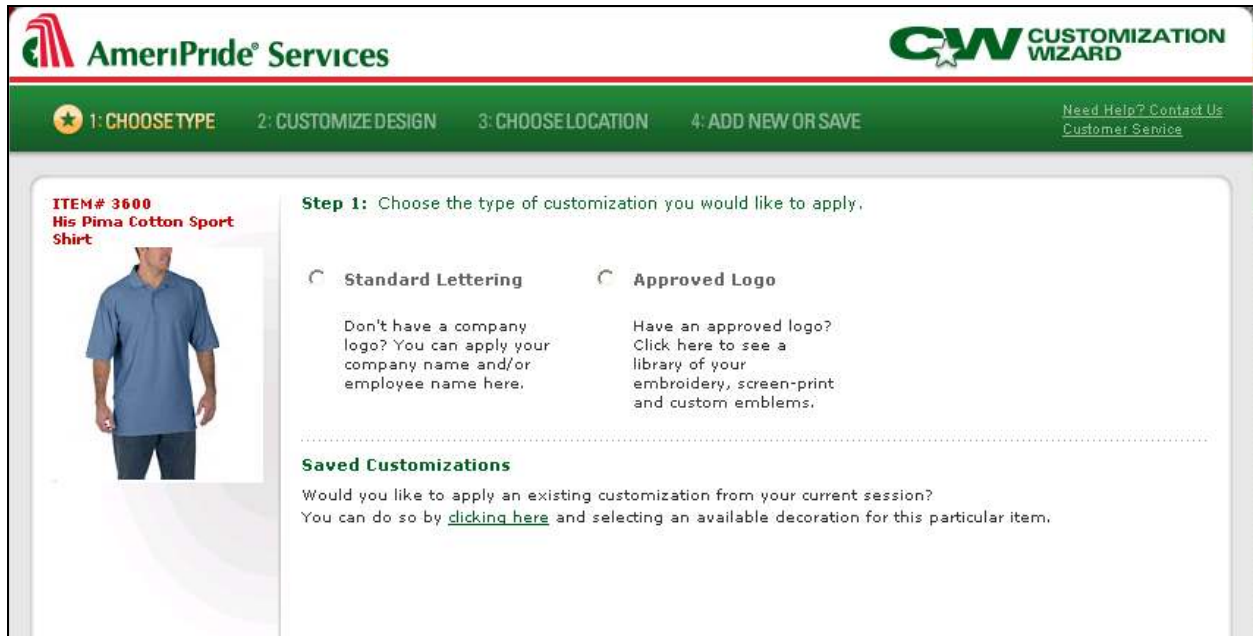 AmeriPride® Services
CW CUSTOMIZATION
WIZARD
1: CHOOSE TYPE 2: CUSTOMIZE DESIGN 3: CHOOSE LOCATION 4: ADD NEW OR SAVE
Need Help? Contact Us
Customer Service
ITEM# 3600
His Pima Cotton Sport
Shirt
Step 1: Choose the type of customization you would like to apply.
Standard Lettering
Don't have a company
logo? You can apply your
company name and/or
employee name here.
Approved Logo
Have an approved logo?
Click here to see a
library of your
embroidery, screen-print
and custom emblems.
Saved Customizations
Would you like to apply an existing customization from your current session?
You can do so by clicking here and selecting an available decoration for this particular item.